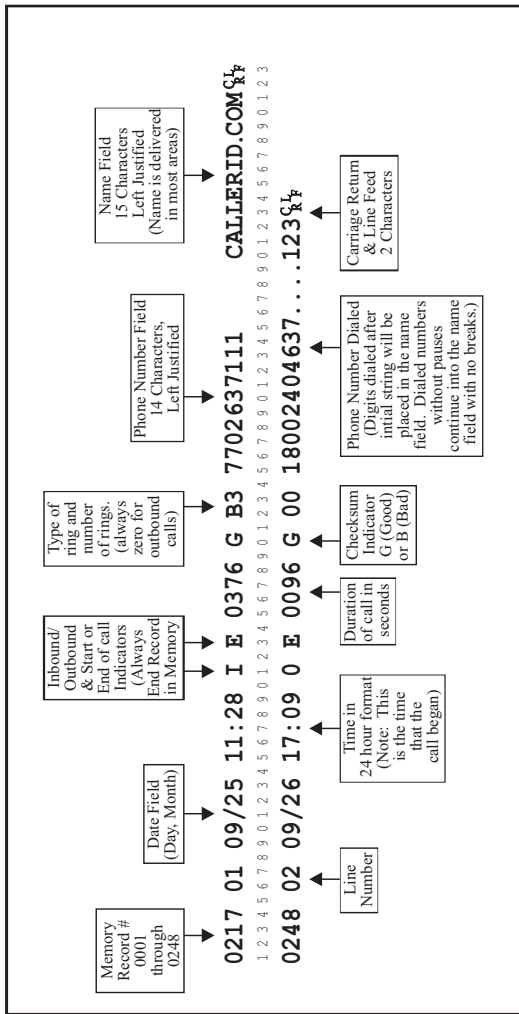 Memory
Record #
0001
through
0248
Date Field
(Day, Month)
Inbound/
Outbound
& Start or
End of call
Indicators
(Always
End Record
in Memory
Type of
ring and
number
of rings.
(always
zero for
outbound
calls)
Phone Number Field
14 Characters,
Left Justified
Name Field
15 Characters
Left Justified
(Name is delivered
in most areas)
0217 01 09/25 11:28 I E 0376 G B3 7702637111 CALLERID.COM CR LF
1 2 3 4 5 6 7 8 9 0 1 2 3 4 5 6 7 8 9 0 1 2 3 4 5 6 7 8 9 0 1 2 3 4 5 6 7 8 9 0 1 2 3 4 5 6 7 8 9 0 1 2 3 4 5 6 7 8 9 0 1 2 3
0248 02 09/26 17:09 O E 0096 G 00 18002404637....123 CR LF
Line
Number
Time in
24 hour format
(Note: This
is the time
that the
call began)
Duration
of call in
seconds
Checksum
Indicator
G (Good)
or B (Bad)
Phone Number Dialed
(Digits dialed after
intial string will be
placed in the name
field. Dialed numbers
without pauses
continue into the name
field with no breaks.)
Carriage Return
& Line Feed
2 Characters